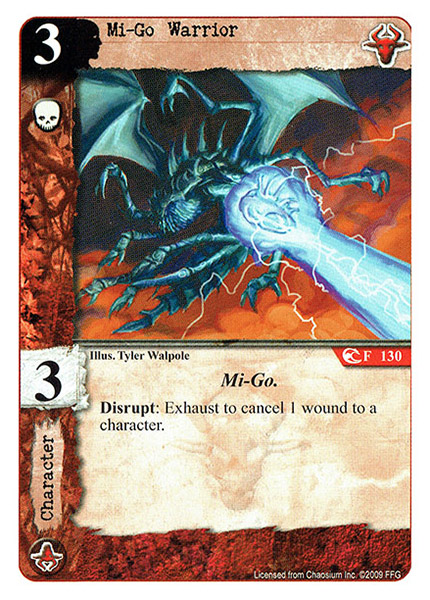 3
Mi-Go Warrior
Illus. Tyler Walpole
F 130
3
Mi-Go.
Disrupt: Exhaust to cancel 1 wound to a
character.
Character
Licensed from Chaosium Inc. ©2009 FFG